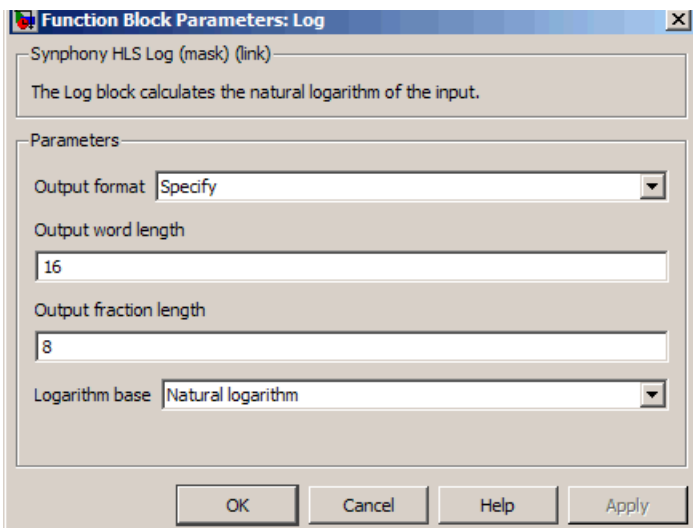 Function Block Parameters: Log
Synphony HLS Log (mask) (link)
The Log block calculates the natural logarithm of the input.
Parameters
Output format Specify
Output word length
16
Output fraction length
8
Logarithm base Natural logarithm
OK Cancel Help Apply